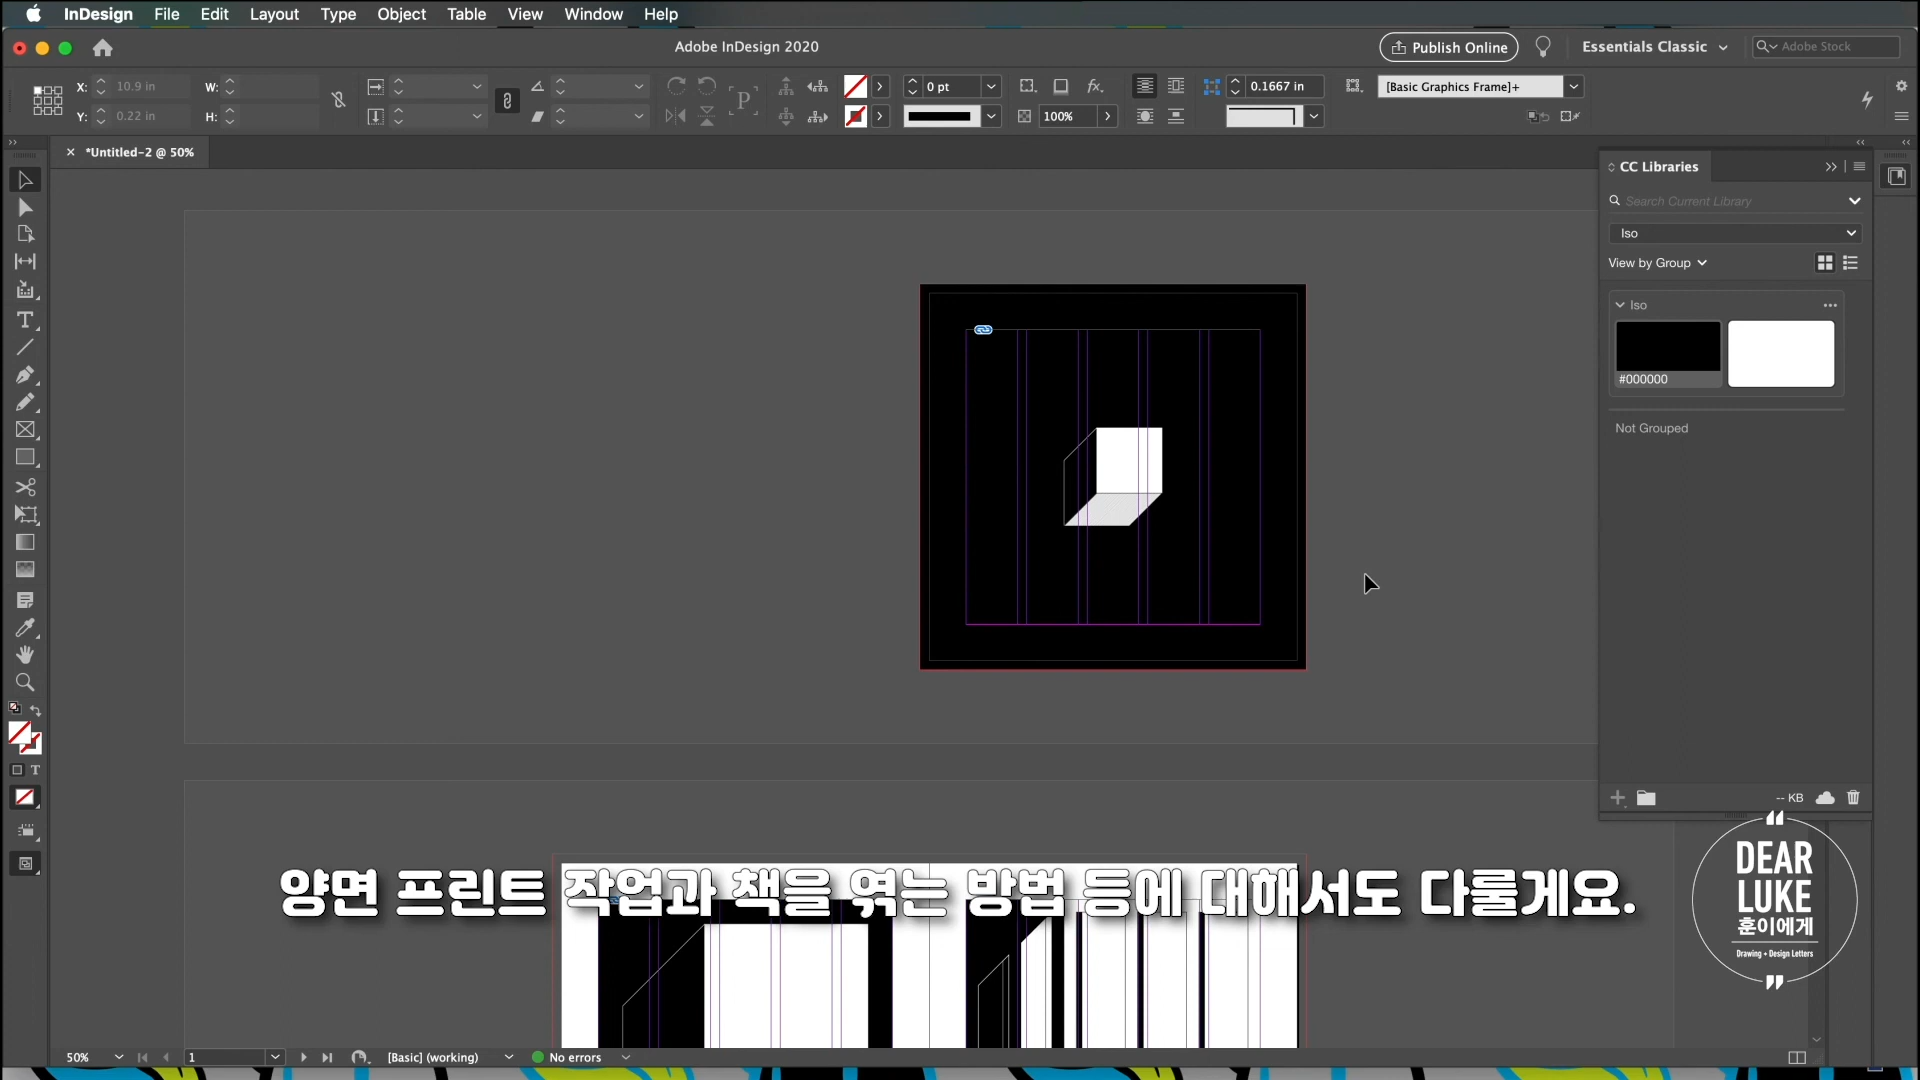 InDesign File Edit Layout Type Object Table View Window Help
Adobe InDesign 2020
Publish Online
Essentials Classic
Adobe Stock
X: 10.9 in
W:
0 pt
0.1667 in
[Basic Graphics Frame]+
Y: 0.22 in
H:
100%
*Untitled-2 @ 50%
CC Libraries
Search Current Library
Iso
View by Group
Iso
#000000
Not Grouped
-- KB
양면 프린트 작업과 책을 엮는 방법 등에 대해서도 다룰게요.
DEAR
LUKE
훈이에게
Drawing + Design Letters
50%
1
[Basic] (working)
No errors